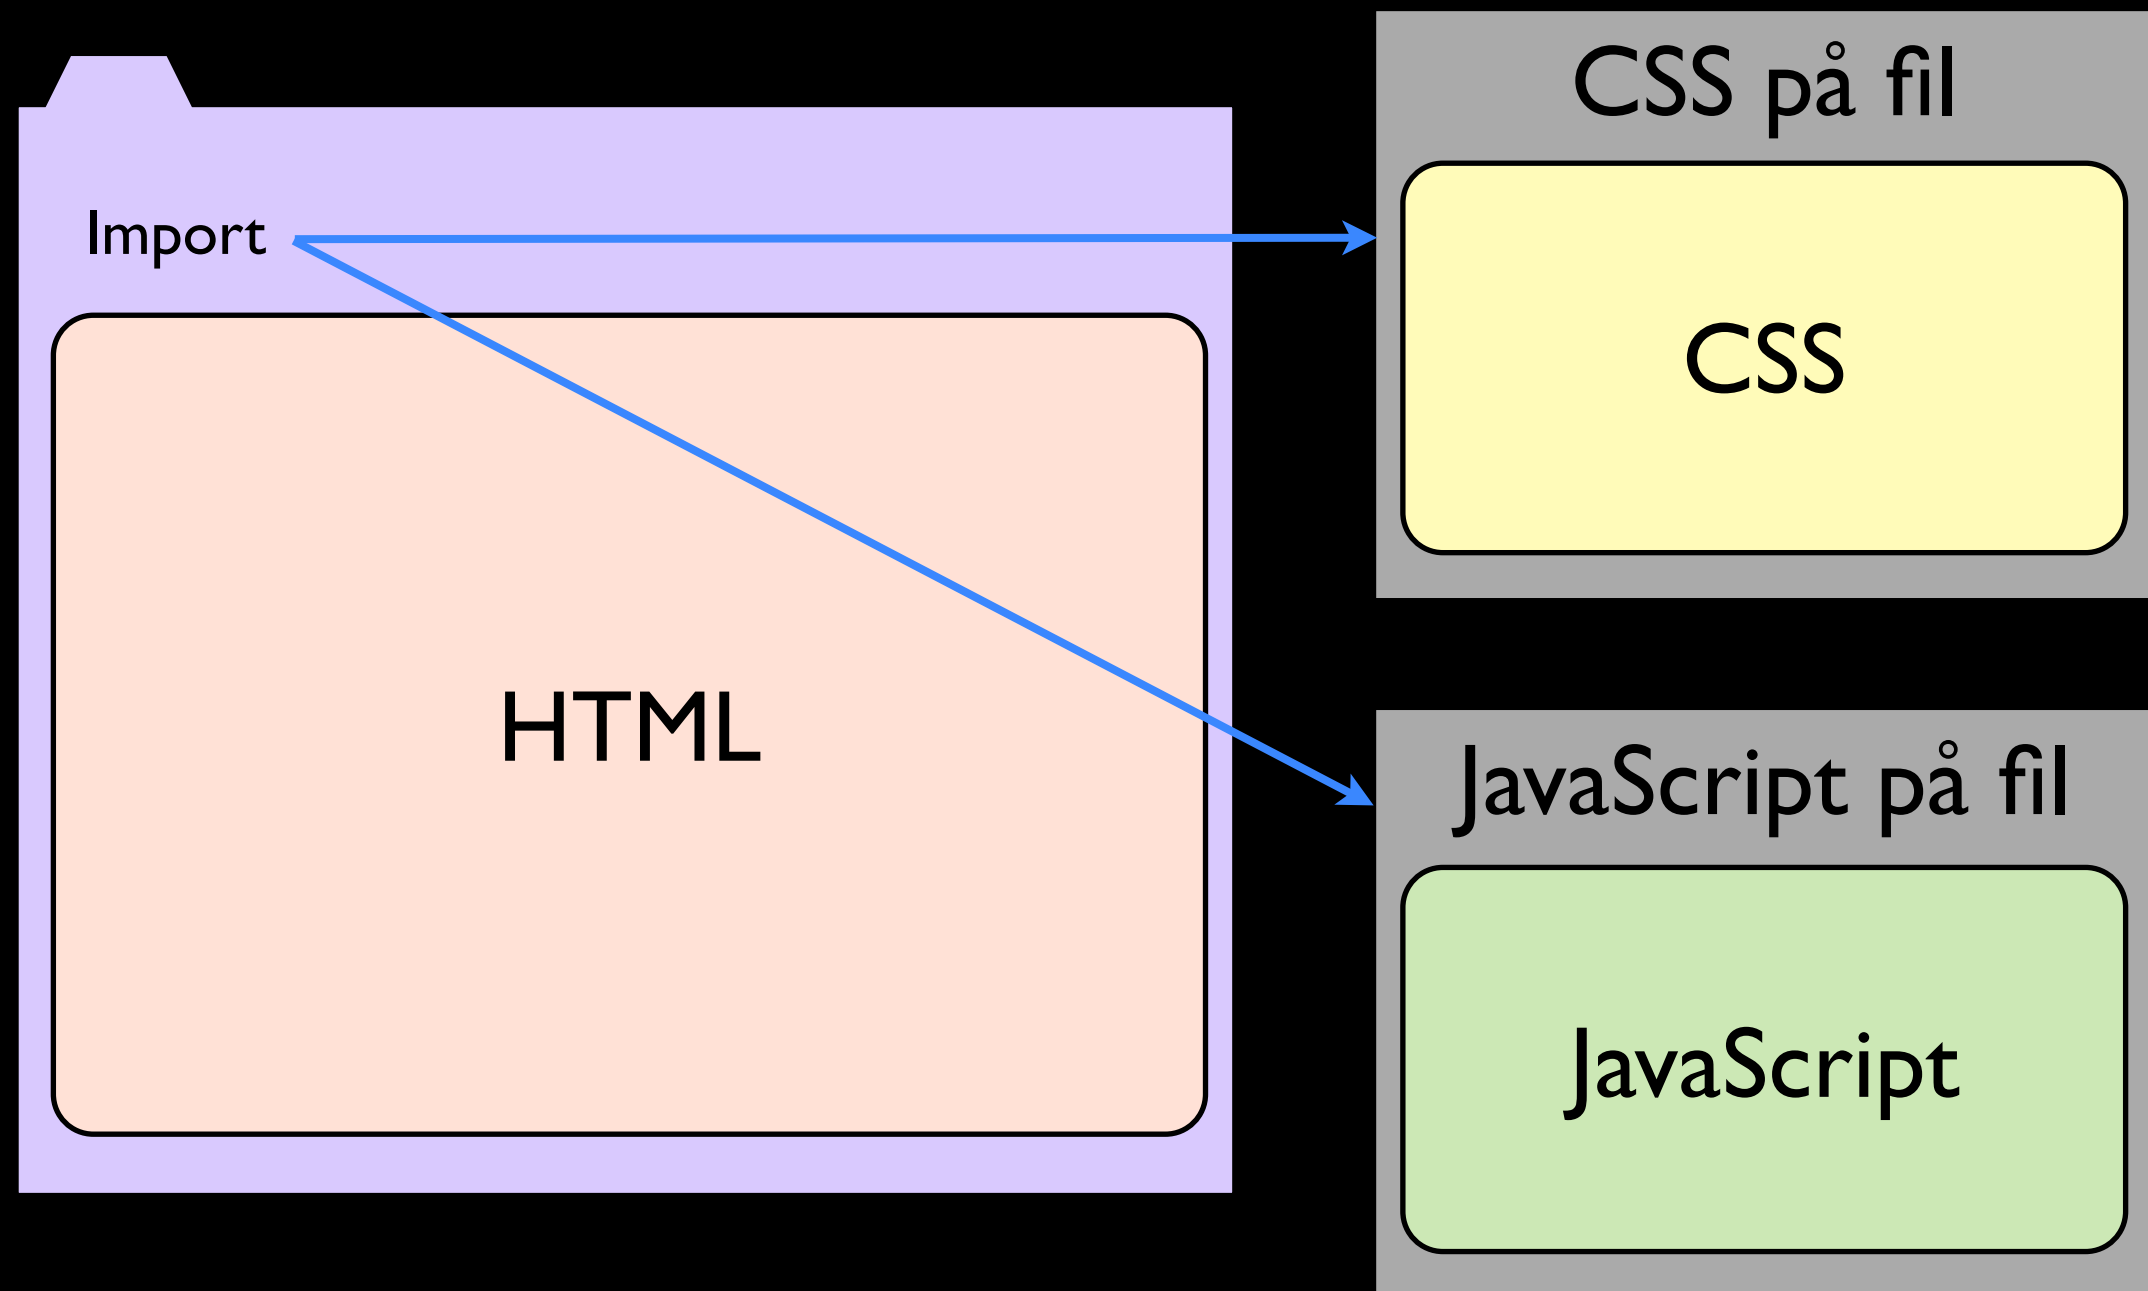 Import
HTML
CSS på fil
CSS
JavaScript på fil
JavaScript